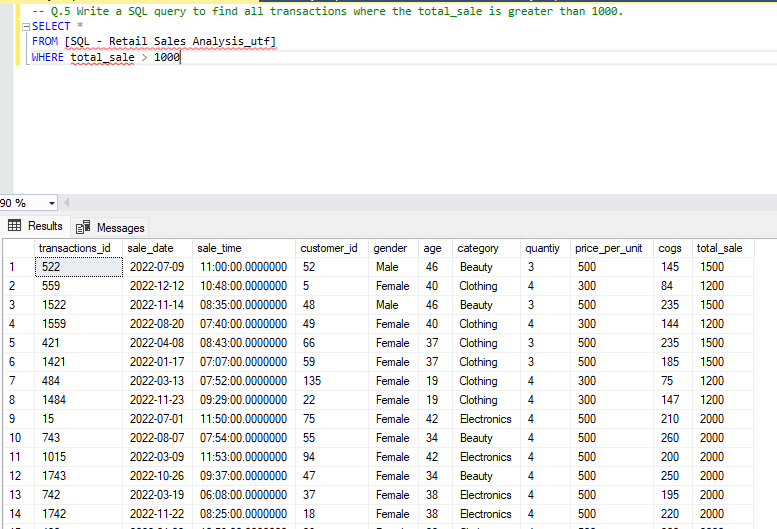 -- Q.5 Write a SQL query to find all transactions where the total_sale is greater than 1000.
SELECT *
FROM [SQL - Retail Sales Analysis_utf]
WHERE total_sale > 1000
90 %
Results Messages
transactions_id sale_date sale_time customer_id gender age category quantiy price_per_unit cogs total_sale
1 522 2022-07-09 11:00:00.0000000 52 Male 46 Beauty 3 500 145 1500
2 559 2022-12-12 10:48:00.0000000 5 Female 40 Clothing 4 300 84 1200
3 1522 2022-11-14 08:35:00.0000000 48 Male 46 Beauty 3 500 235 1500
4 1559 2022-08-20 07:40:00.0000000 49 Female 40 Clothing 4 300 144 1200
5 421 2022-04-08 08:43:00.0000000 66 Female 37 Clothing 3 500 235 1500
6 1421 2022-01-17 07:07:00.0000000 59 Female 37 Clothing 3 500 185 1500
7 484 2022-03-13 07:52:00.0000000 135 Female 19 Clothing 4 300 75 1200
8 1484 2022-11-23 09:29:00.0000000 22 Female 19 Clothing 4 300 147 1200
9 15 2022-07-01 11:50:00.0000000 75 Female 42 Electronics 4 500 210 2000
10 743 2022-08-07 07:54:00.0000000 55 Female 34 Beauty 4 500 260 2000
11 1015 2022-03-09 11:53:00.0000000 94 Female 42 Electronics 4 500 200 2000
12 1743 2022-10-26 09:37:00.0000000 47 Female 34 Beauty 4 500 250 2000
13 742 2022-03-19 06:08:00.0000000 37 Female 38 Electronics 4 500 195 2000
14 1742 2022-11-22 08:25:00.0000000 18 Female 38 Electronics 4 500 220 2000